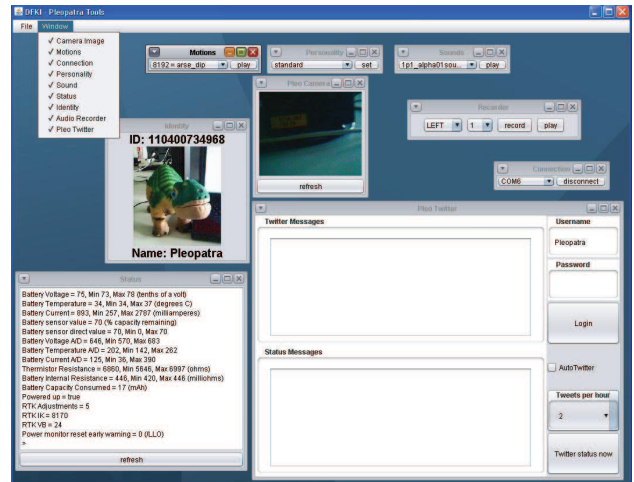 DFKI - Pleopatra Tools
File Window
✓ Camera Image
✓ Motions
✓ Connection
✓ Personality
✓ Sound
✓ Status
✓ Identity
✓ Audio Recorder
✓ Pleo Twitter
Motions
8192 = arse_dip play
Personality
standard set
Sounds
1p1_alpha01sou... play
Pleo Camera
refresh
Recorder
LEFT 1 record play
Connection
COM6 disconnect
Identity
ID: 110400734968
Name: Pleopatra
Status
Battery Voltage = 75, Min 73, Max 78 (tenths of a volt)
Battery Temperature = 34, Min 34, Max 37 (degrees C)
Battery Current = 893, Min 257, Max 2787 (milliamperes)
Battery sensor value = 70 (% capacity remaining)
Battery sensor direct value = 70, Min 0, Max 70
Battery Voltage A/D = 646, Min 570, Max 683
Battery Temperature A/D = 202, Min 142, Max 262
Battery Current A/D = 125, Min 36, Max 390
Thermistor Resistance = 6860, Min 5646, Max 6997 (ohms)
Battery Internal Resistance = 446, Min 420, Max 446 (milliohms)
Battery Capacity Consumed = 17 (mAh)
Powered up = true
RTK Adjustments = 5
RTK IK = 8170
RTK VB = 24
Power monitor reset early warning = 0 (/LLO)
>
refresh
Pleo Twitter
Twitter Messages
Status Messages
Username
Pleopatra
Password
Login
AutoTwitter
Tweets per hour
2
Twitter status now